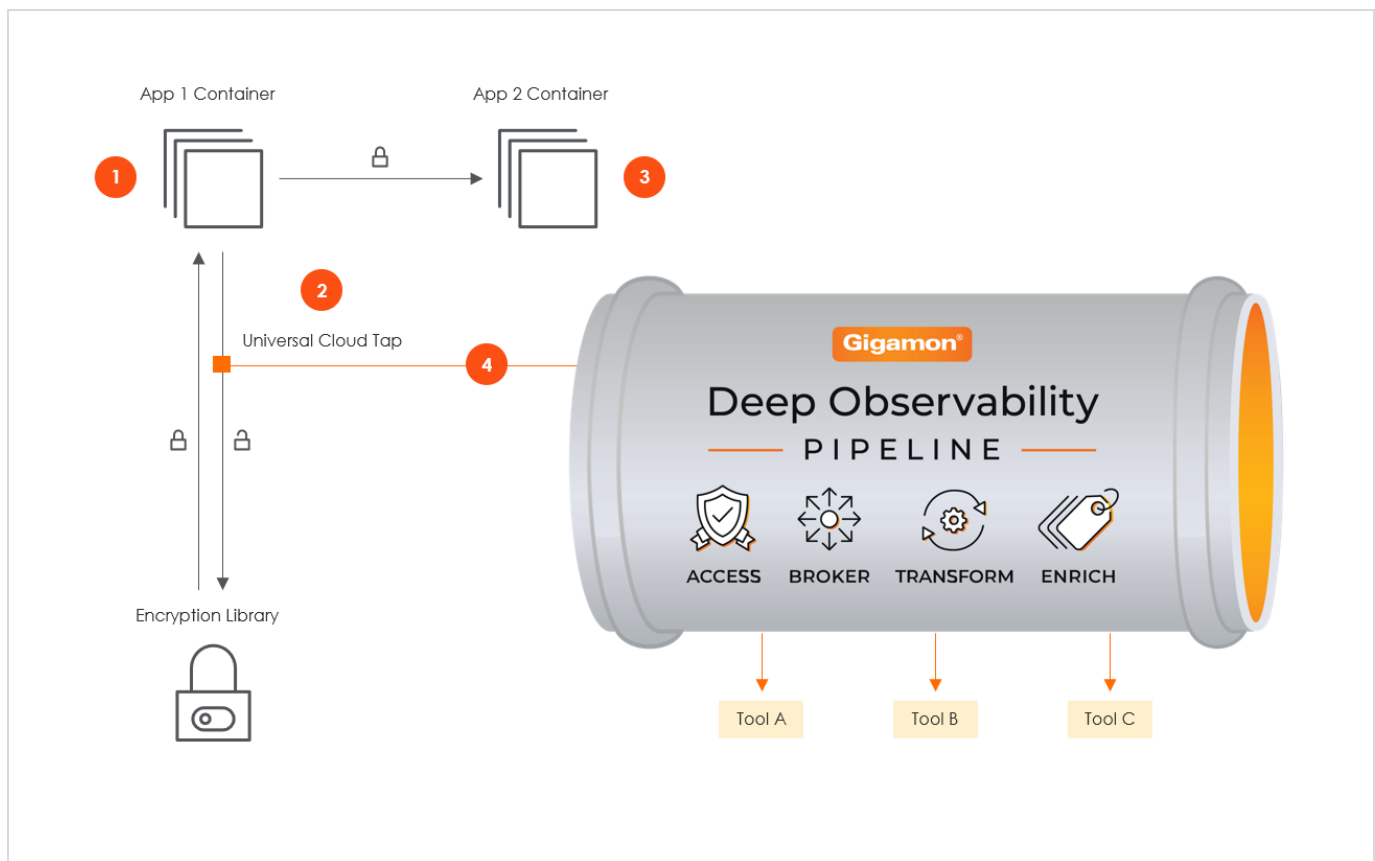 App 1 Container
App 2 Container
1
3
2
Universal Cloud Tap
4
Gigamon®
Deep Observability
PIPELINE
ACCESS BROKER TRANSFORM ENRICH
Encryption Library
Tool A
Tool B
Tool C